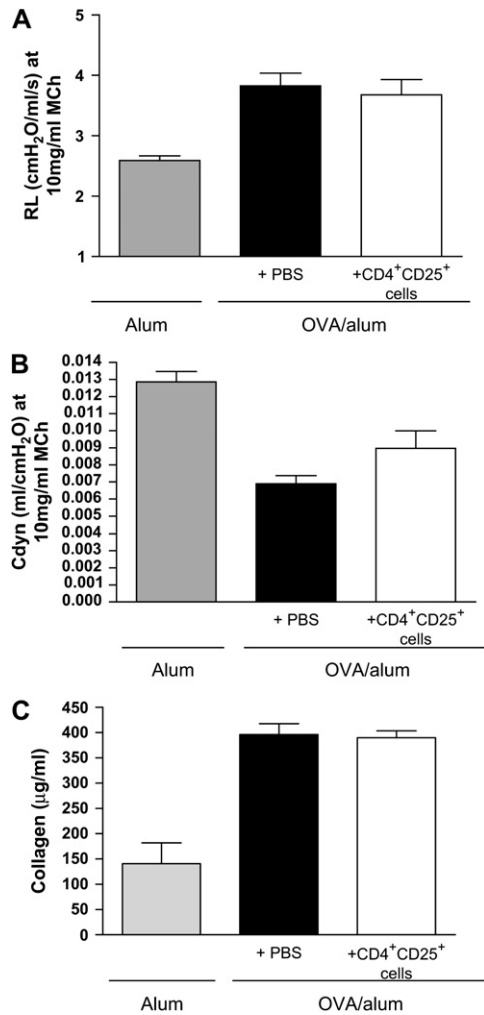 A
RL (cmH₂O/ml/s) at
10mg/ml MCh
5
4
3
2
1
+ PBS
+CD4⁺CD25⁺
cells
Alum
OVA/alum
B
Cdyn (ml/cmH₂O) at
10mg/ml MCh
0.014
0.013
0.012
0.011
0.010
0.009
0.008
0.007
0.006
0.005
0.004
0.003
0.002
0.001
0.000
+ PBS
+CD4⁺CD25⁺
cells
Alum
OVA/alum
C
Collagen (μg/ml)
450
400
350
300
250
200
150
100
50
0
+ PBS
+CD4⁺CD25⁺
cells
Alum
OVA/alum